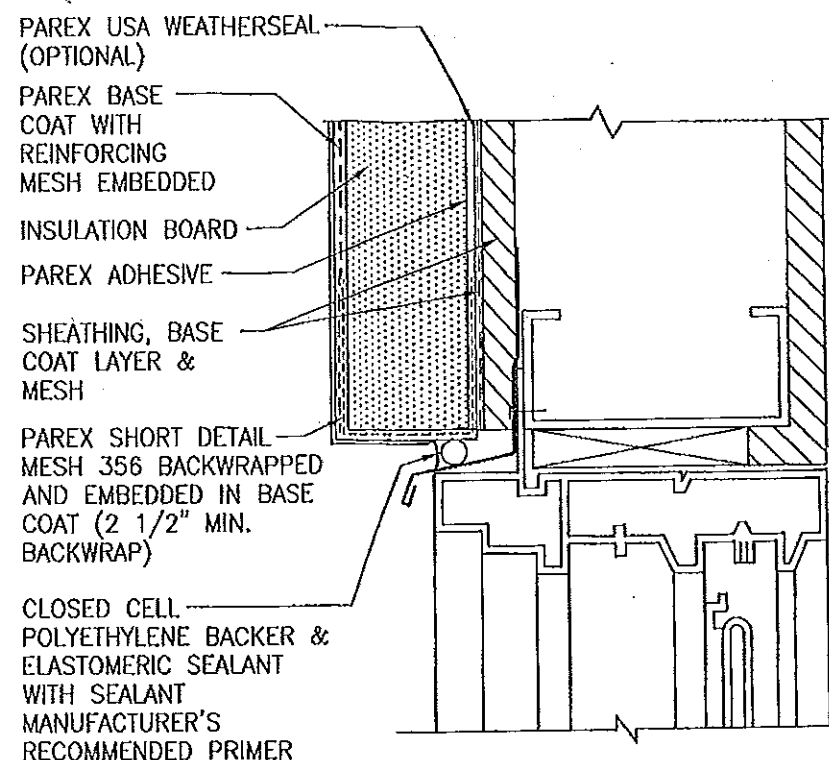 PAREX USA WEATHERSEAL
(OPTIONAL)
PAREX BASE
COAT WITH
REINFORCING
MESH EMBEDDED
INSULATION BOARD
PAREX ADHESIVE
SHEATHING, BASE
COAT LAYER &
MESH
PAREX SHORT DETAIL
MESH 356 BACKWRAPPED
AND EMBEDDED IN BASE
COAT (2 1/2" MIN.
BACKWRAP)
CLOSED CELL
POLYETHYLENE BACKER &
ELASTOMERIC SEALANT
WITH SEALANT
MANUFACTURER'S
RECOMMENDED PRIMER